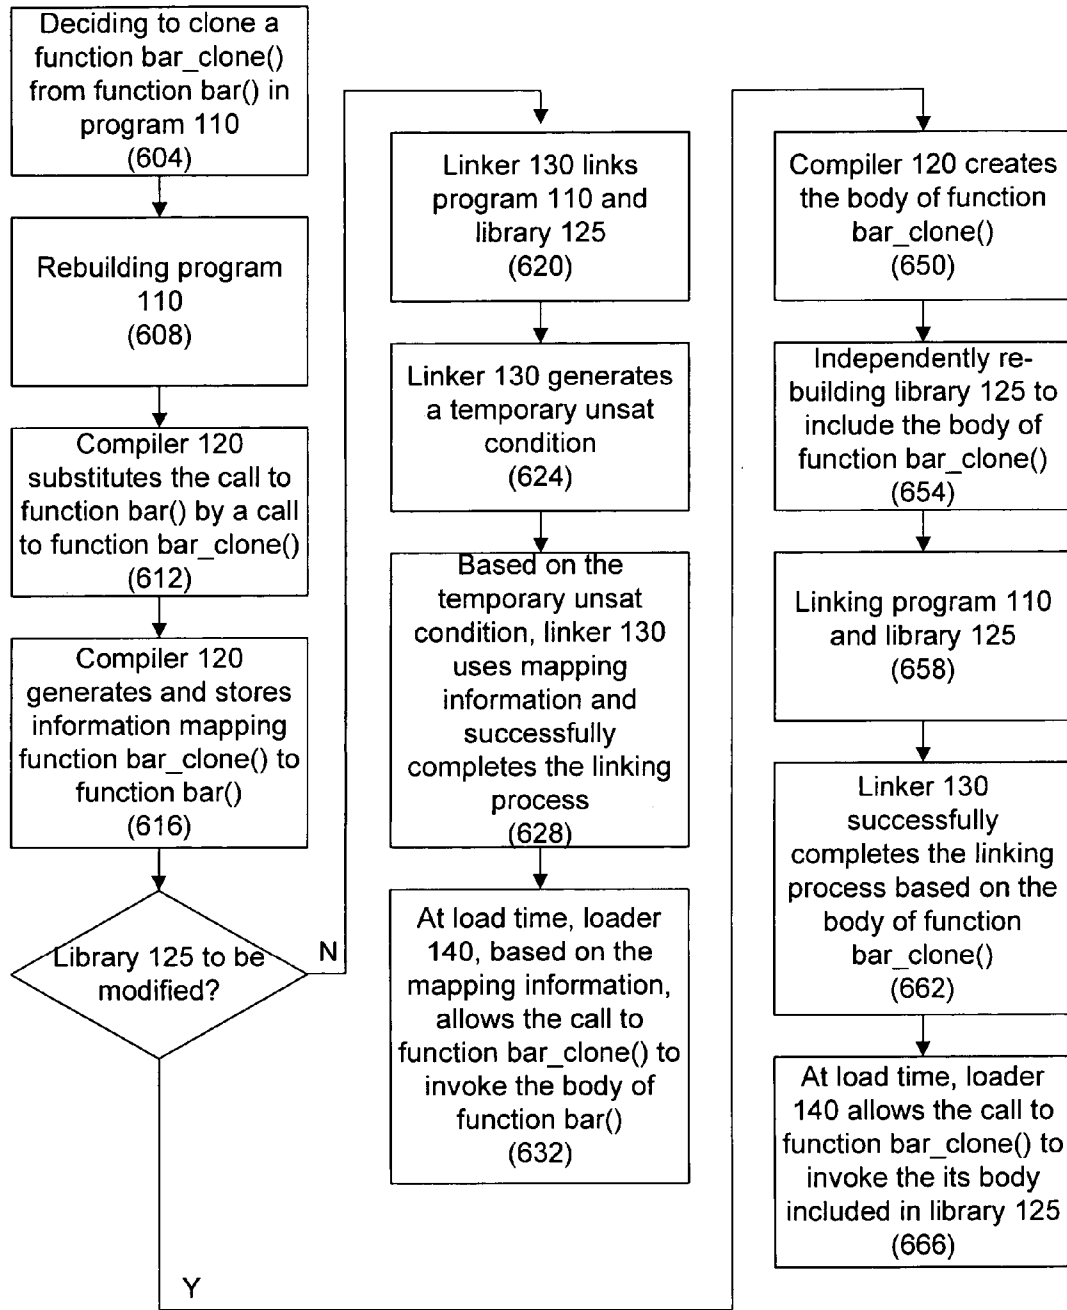 Deciding to clone a
function bar_clone()
from function bar() in
program 110
(604)
Rebuilding program
110
(608)
Compiler 120
substitutes the call to
function bar() by a call
to function bar_clone()
(612)
Compiler 120
generates and stores
information mapping
function bar_clone() to
function bar()
(616)
Library 125 to be
modified?
N
Y
Linker 130 links
program 110 and
library 125
(620)
Linker 130 generates
a temporary unsat
condition
(624)
Based on the
temporary unsat
condition, linker 130
uses mapping
information and
successfully
completes the linking
process
(628)
At load time, loader
140, based on the
mapping information,
allows the call to
function bar_clone() to
invoke the body of
function bar()
(632)
Compiler 120 creates
the body of function
bar_clone()
(650)
Independently re-
building library 125 to
include the body of
function bar_clone()
(654)
Linking program 110
and library 125
(658)
Linker 130
successfully
completes the linking
process based on the
body of function
bar_clone()
(662)
At load time, loader
140 allows the call to
function bar_clone() to
invoke the its body
included in library 125
(666)